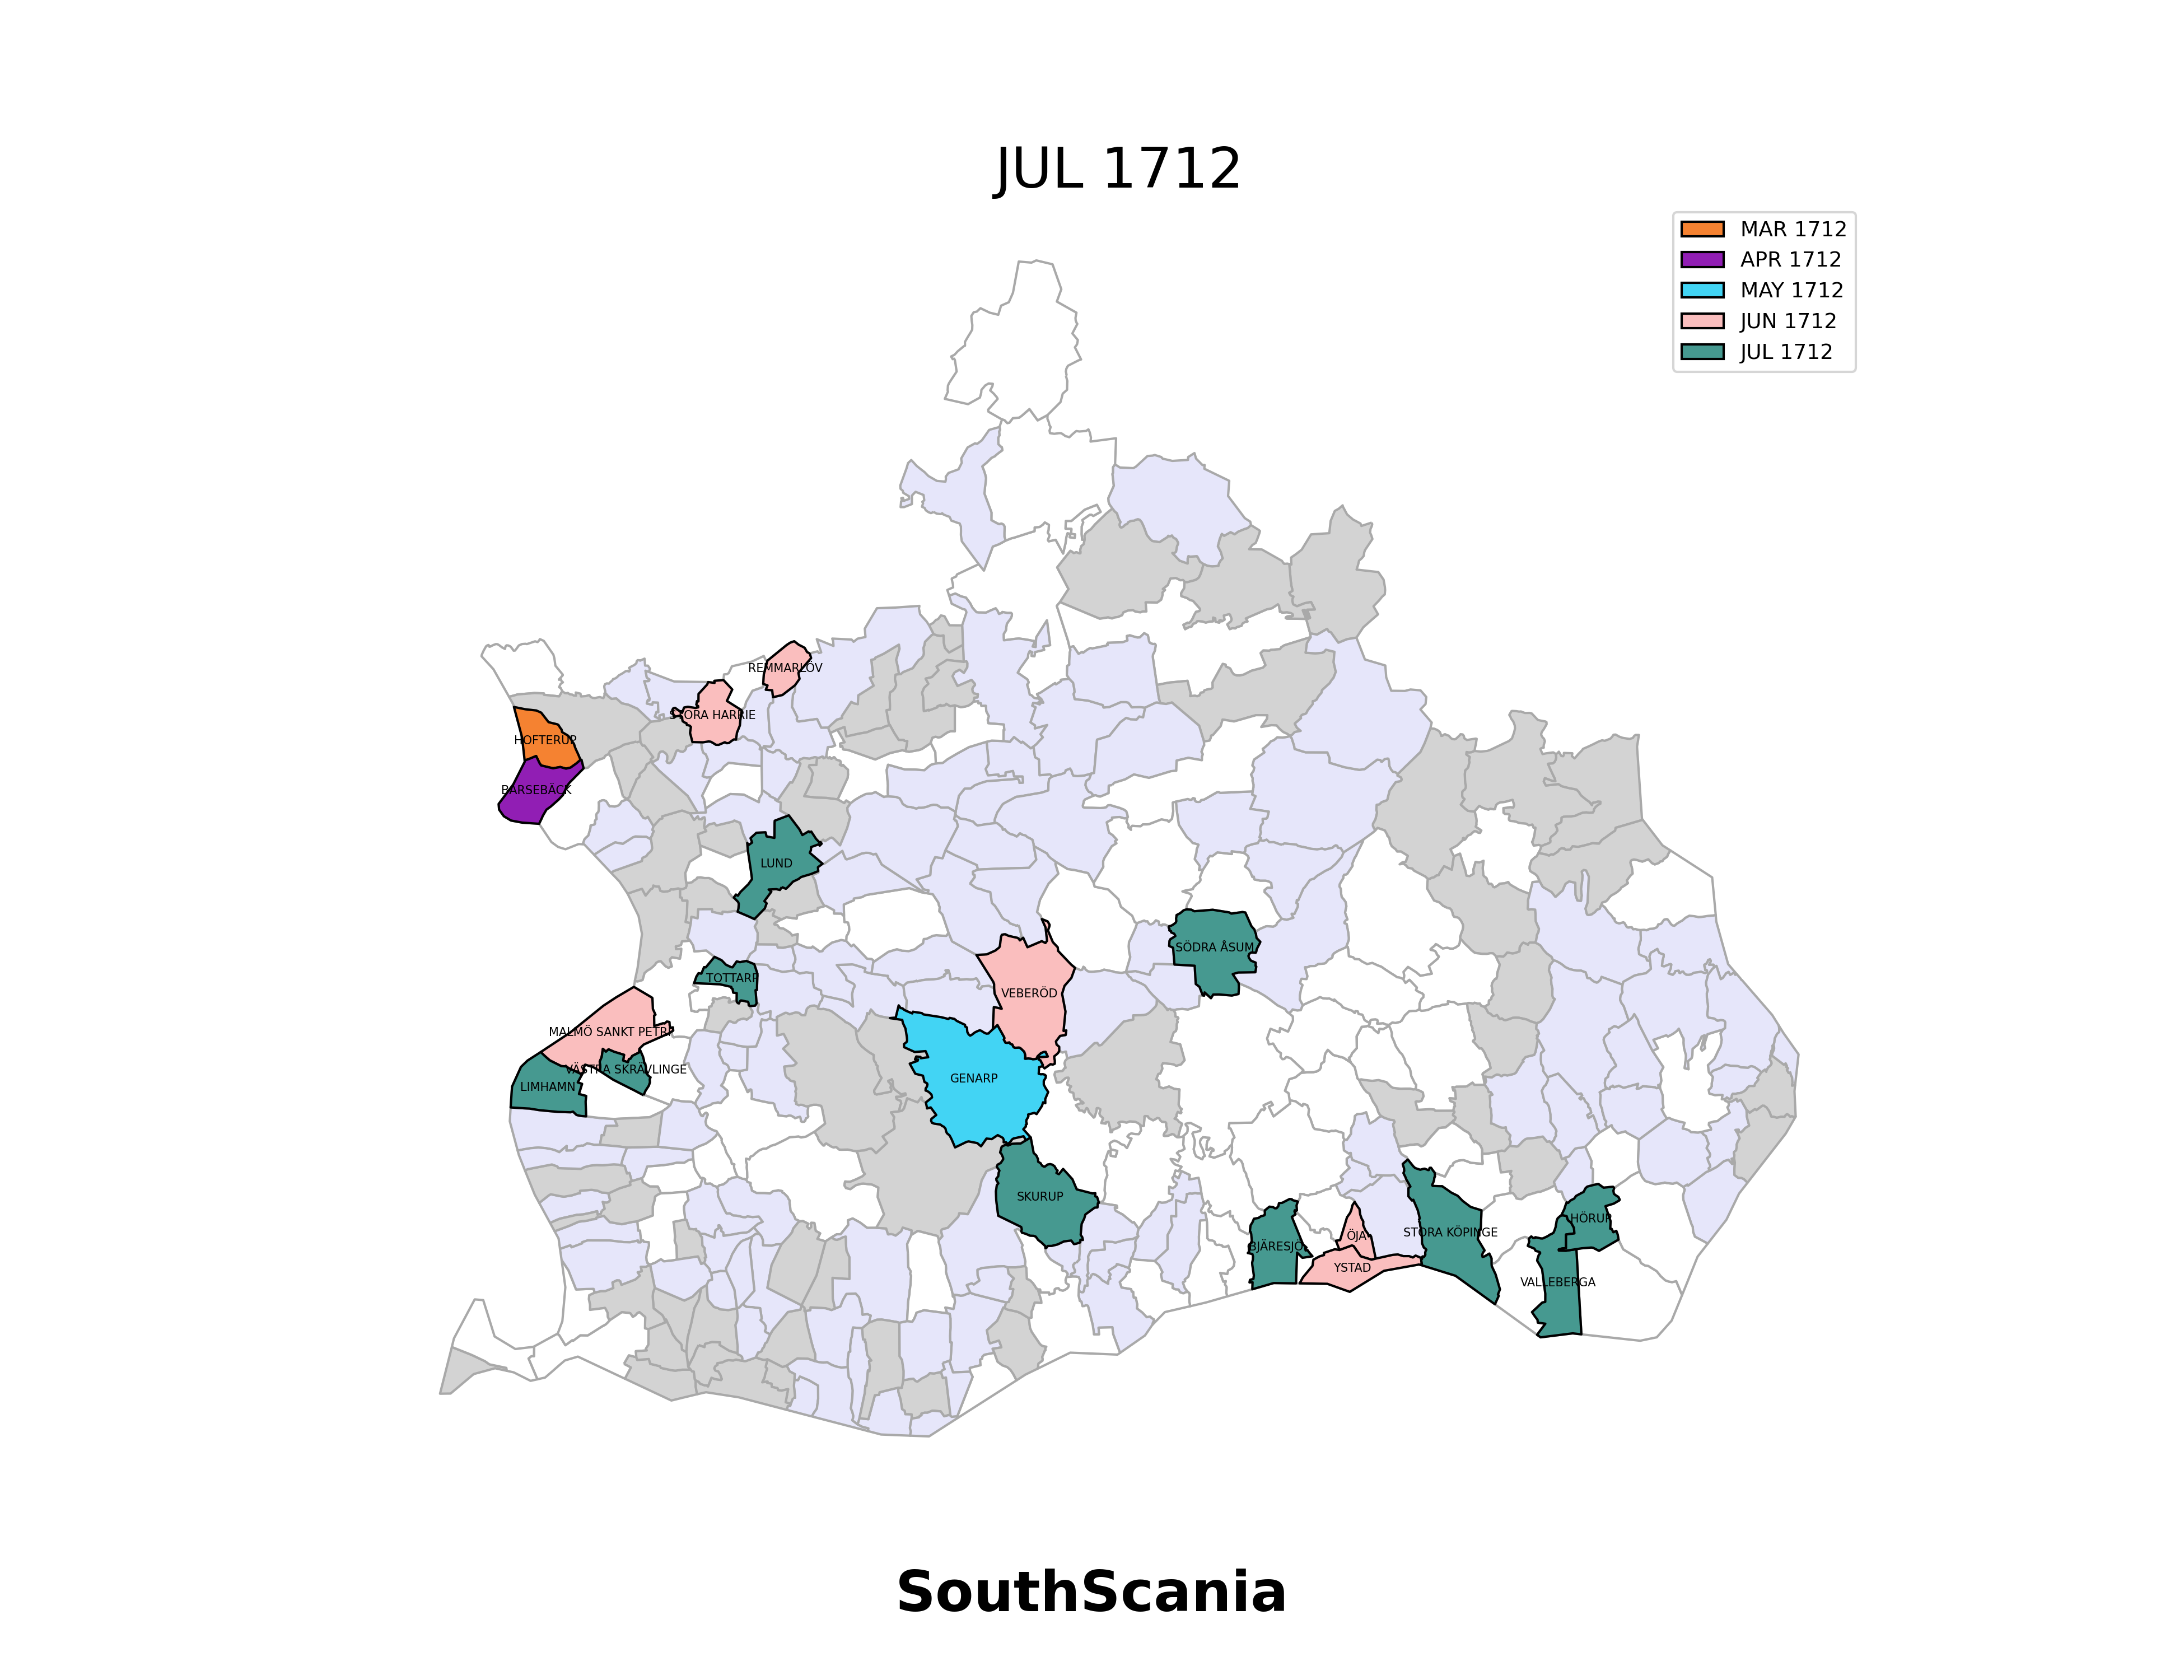 JUL 1712
MAR 1712
APR 1712
MAY 1712
JUN 1712
JUL 1712
REMMARLÖV
STORA HARRIE
HOFTERUP
BARSEBÄCK
LUND
SÖDRA ÅSUM
TOTTARP
VEBERÖD
MALMÖ SANKT PETRI
VÄSTRA SKRÄVLINGE
GENARP
LIMHAMN
SKURUP
STORA KÖPINGE
HÖRUP
ÖJA
BJÄRESJÖ
YSTAD
VALLEBERGA
SouthScania